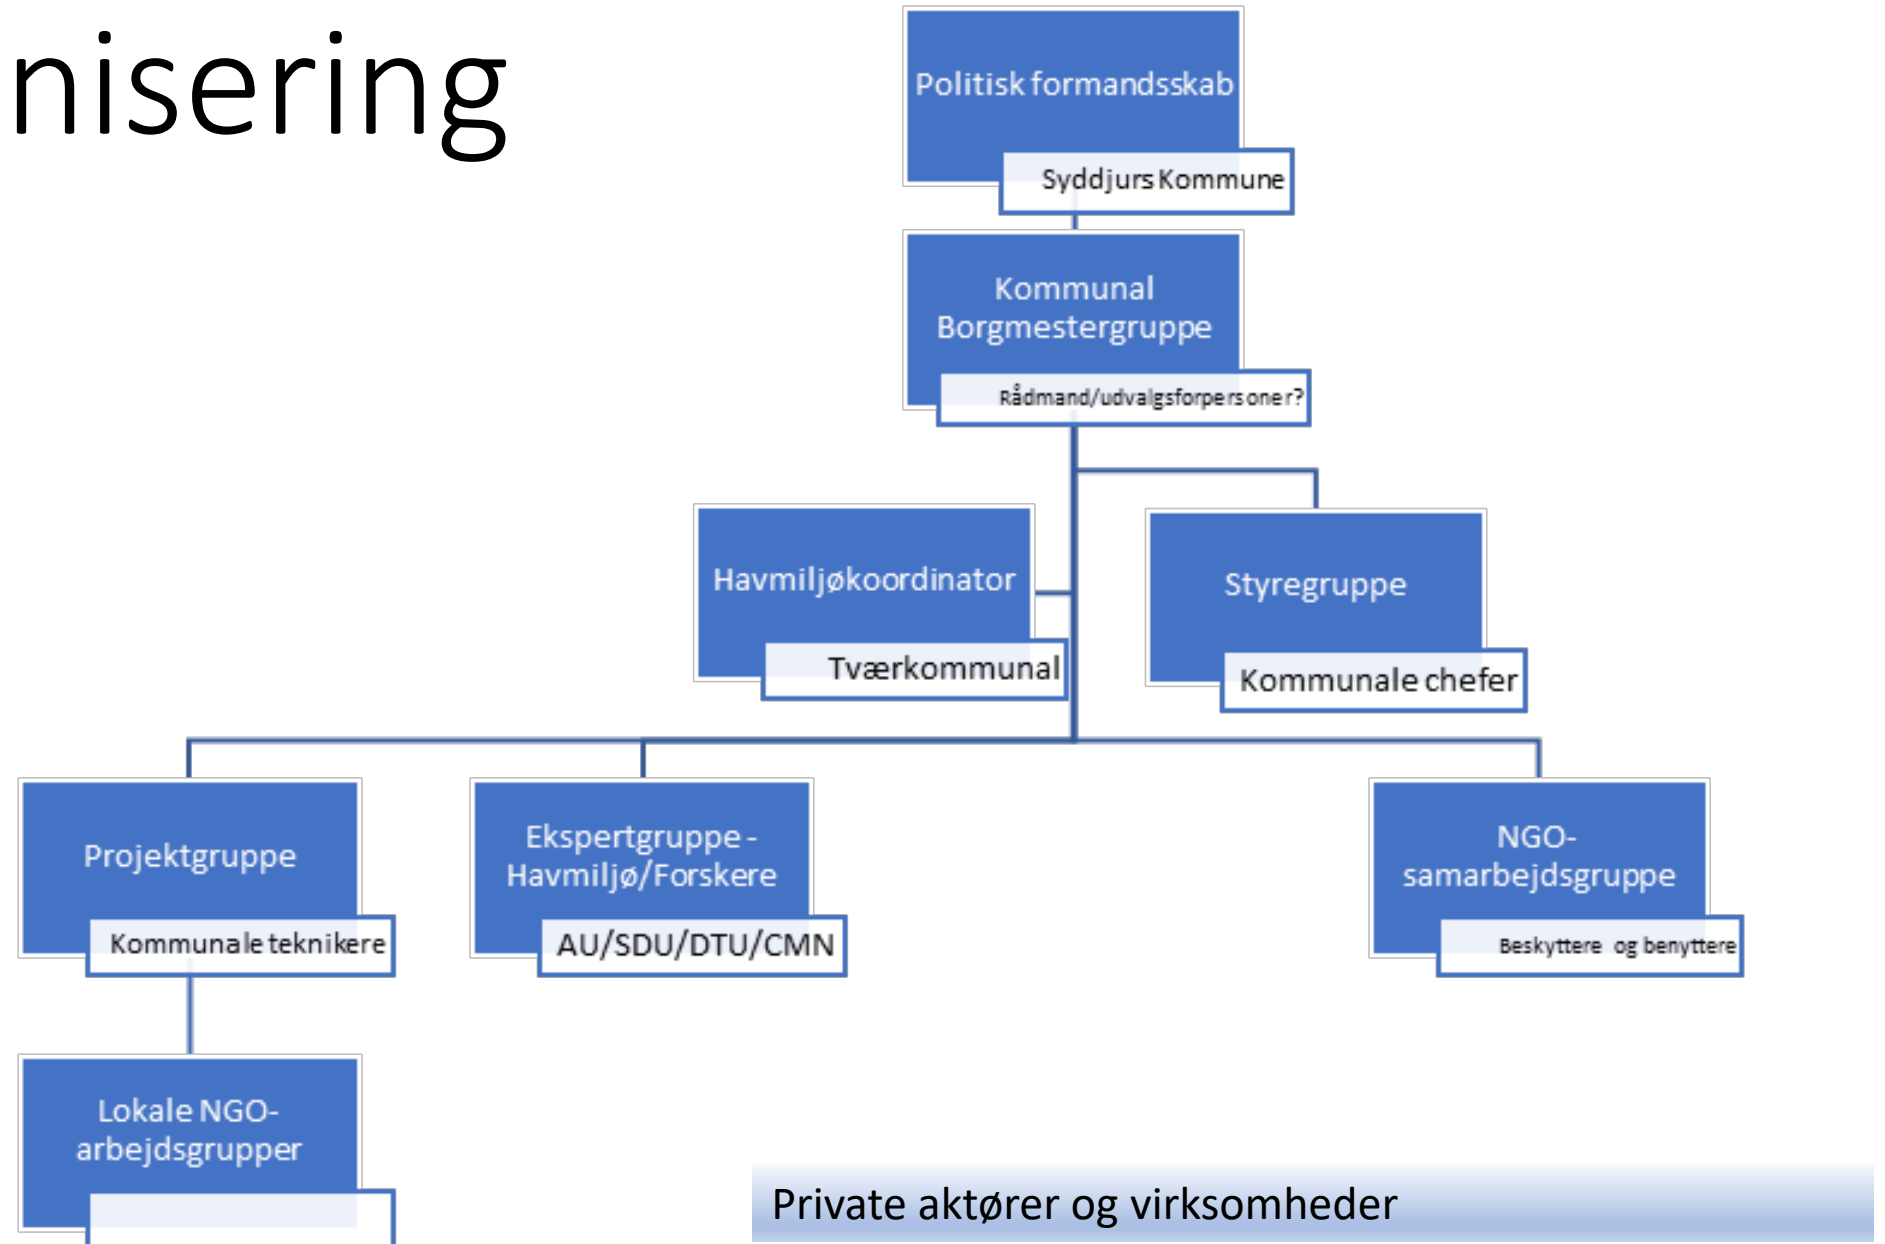 nisering
Politisk formandsskab
Syddjurs Kommune
Kommunal
Borgmestergruppe
Rådmand/udvalgsforpersoner?
Havmiljøkoordinator
Tværkommunal
Styregruppe
Kommunale chefer
Projektgruppe
Kommunale teknikere
Ekspertgruppe -
Havmiljø/Forskere
AU/SDU/DTU/CMN
NGO-
samarbejdsgruppe
Beskyttere og benyttere
Lokale NGO-
arbejdsgrupper
Private aktører og virksomheder